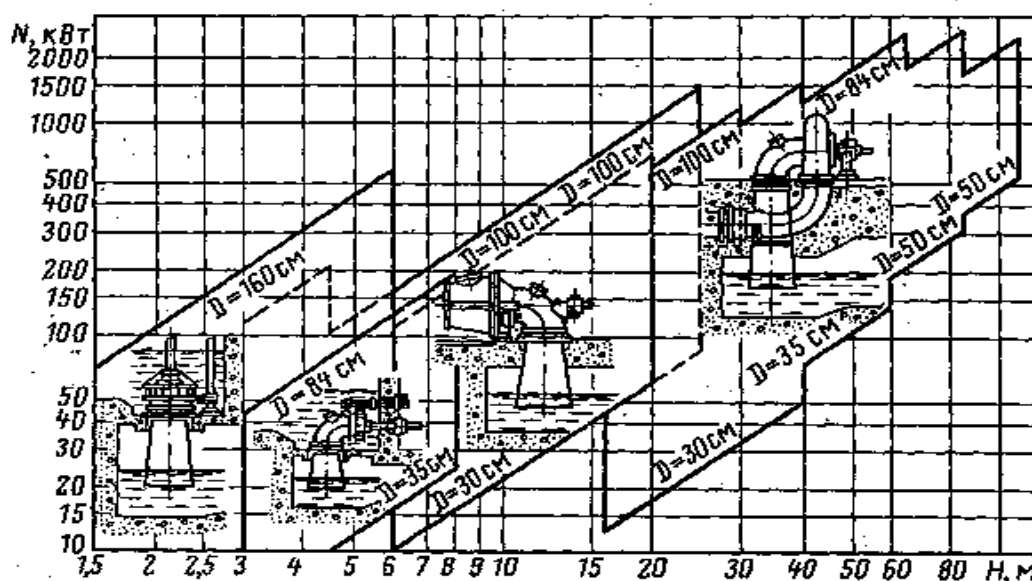 N, кВт
2000
1500
1000
500
400
300
200
150
100
50
40
30
20
15
10
1,5 2 2,5 3 4 5 6 7 8 9 10 15 20 30 40 50 60 80 Н, м
D=160 см
D=84 см
D=35 см
D=30 см
D=100 см
D=100 см
D=100 см
D=84 см
D=50 см
D=50 см
D=35 см
D=30 см